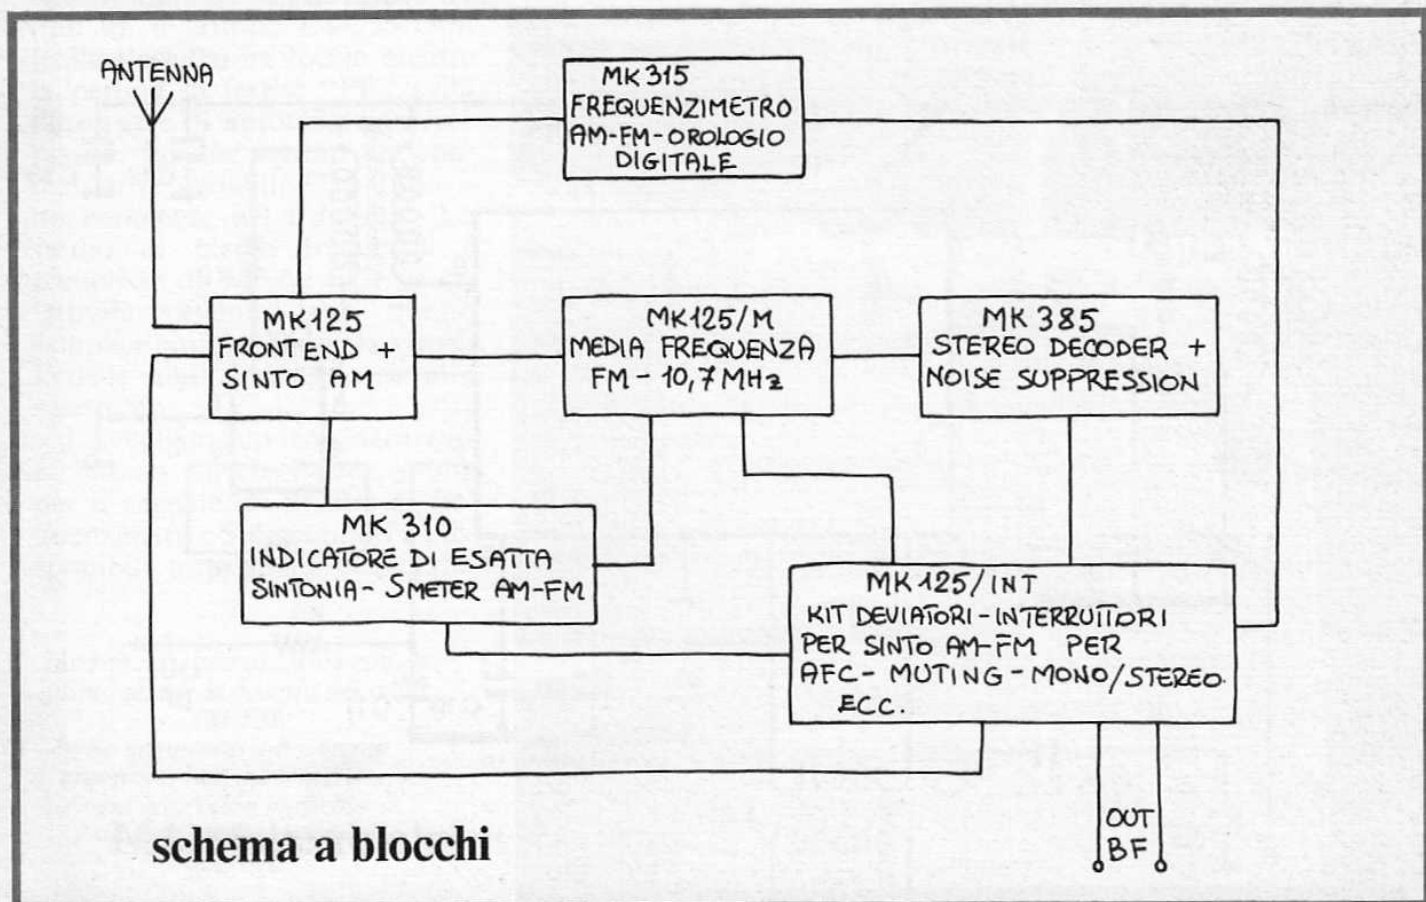 ANTENNA
MK 315
FREQUENZIMETRO
AM-FM-OROLOGIO
DIGITALE
MK125
FRONT END +
SINTO AM
MK125/M
MEDIA FREQUENZA
FM - 10,7 MHz
MK 385
STEREO DECODER +
NOISE SUPPRESSION
MK 310
INDICATORE DI ESATTA
SINTONIA - SMETER AM-FM
MK125/INT
KIT DEVIATORI - INTERRUTTORI
PER SINTO AM-FM PER
AFC - MUTING - MONO/STEREO.
ECC.
OUT
BF
schema a blocchi